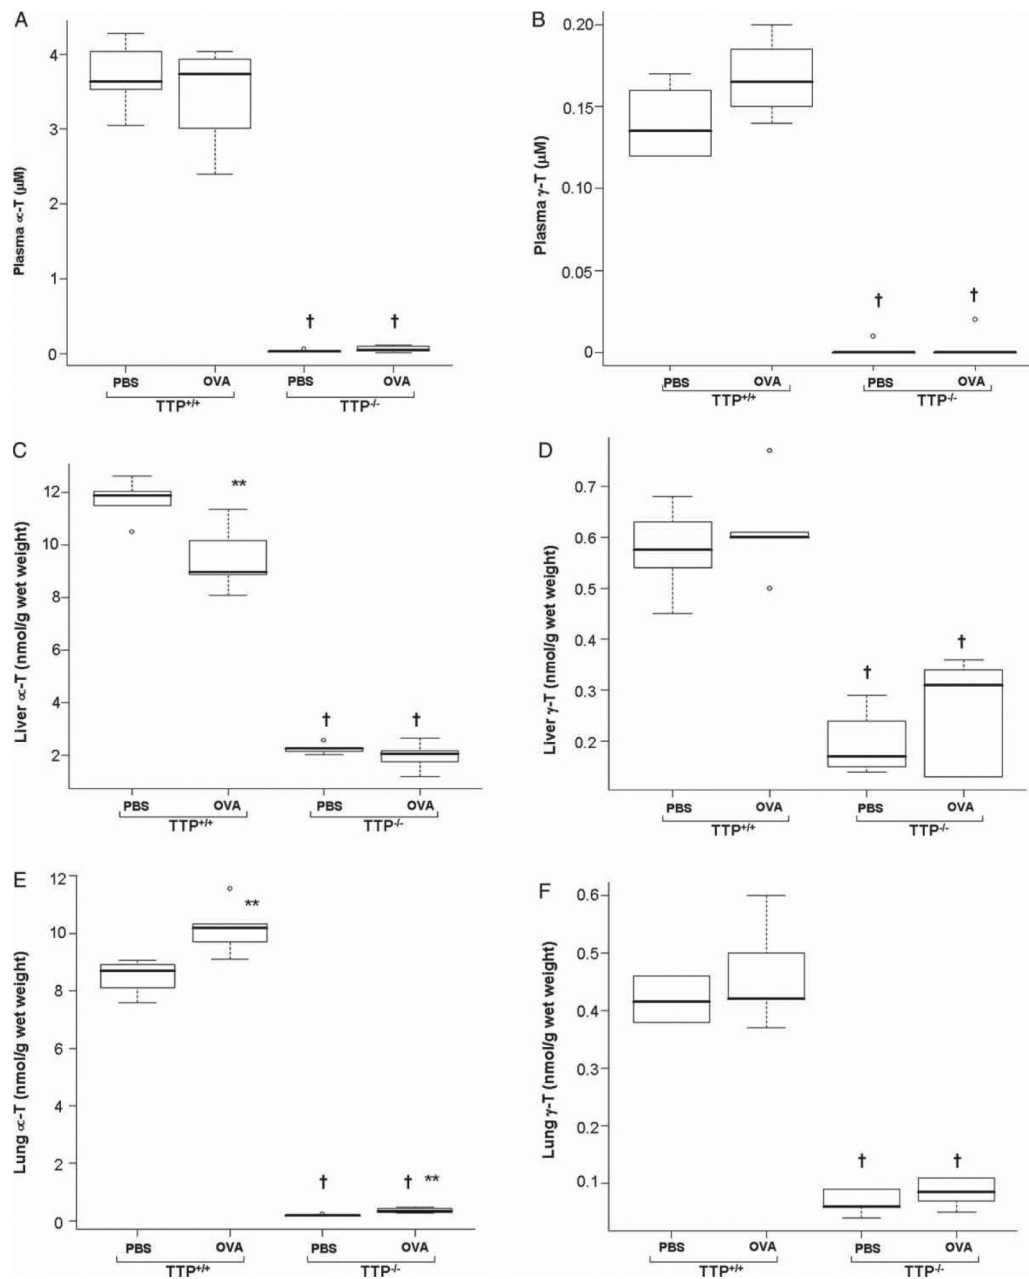 A
Plasma ∝-T (μM)
4
3
2
1
0
†
†
PBS
OVA
PBS
OVA
TTP+/+
TTP-/-
B
Plasma γ-T (μM)
0.20
0.15
0.10
0.05
0
†
†
PBS
OVA
PBS
OVA
TTP+/+
TTP-/-
C
Liver ∝-T (nmol/g wet weight)
12
10
8
6
4
2
**
†
†
PBS
OVA
PBS
OVA
TTP+/+
TTP-/-
D
Liver γ-T (nmol/g wet weight)
0.7
0.6
0.5
0.4
0.3
0.2
†
†
PBS
OVA
PBS
OVA
TTP+/+
TTP-/-
E
Lung ∝-T (nmol/g wet weight)
12
10
8
6
4
2
0
**
†
† **
PBS
OVA
PBS
OVA
TTP+/+
TTP-/-
F
Lung γ-T (nmol/g wet weight)
0.6
0.5
0.4
0.3
0.2
0.1
†
†
PBS
OVA
PBS
OVA
TTP+/+
TTP-/-